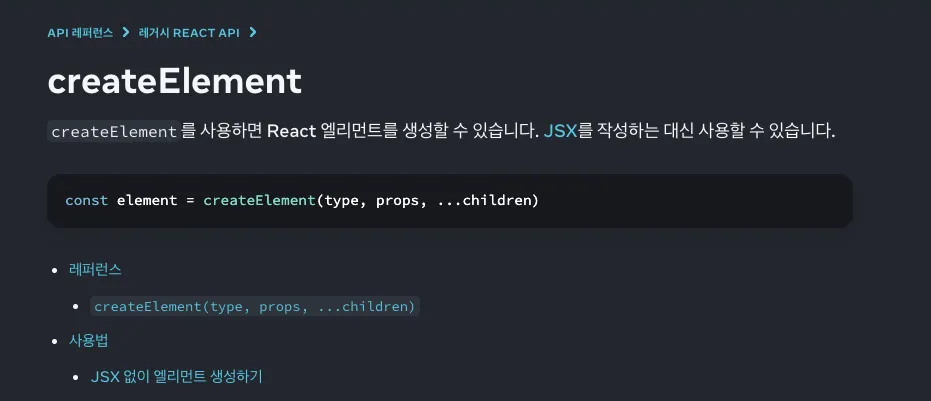 API 레퍼런스 > 레거시 REACT API >
createElement
createElement를 사용하면 React 엘리먼트를 생성할 수 있습니다. JSX를 작성하는 대신 사용할 수 있습니다.
const element = createElement(type, props, ...children)
• 레퍼런스
• createElement(type, props, ...children)
• 사용법
• JSX 없이 엘리먼트 생성하기